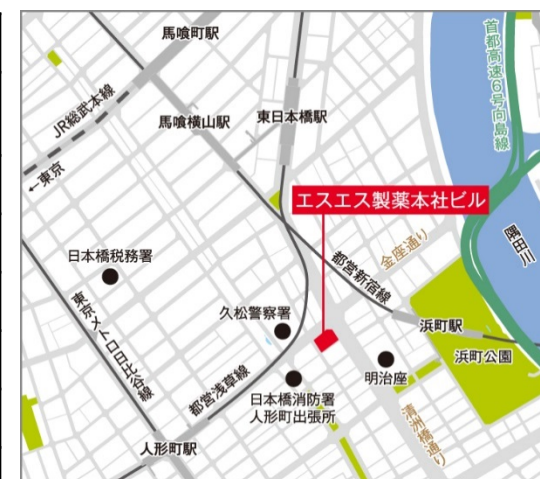 馬喰町駅
首都高速6号向島線
JR総武本線
馬喰横山駅
東日本橋駅
←東京
エスエス製薬本社ビル
金座通り
隅田川
日本橋税務署
都営新宿線
東京メトロ日比谷線
久松警察署
浜町駅
浜町公園
明治座
都営浅草線
日本橋消防署
人形町出張所
清洲橋通り
人形町駅